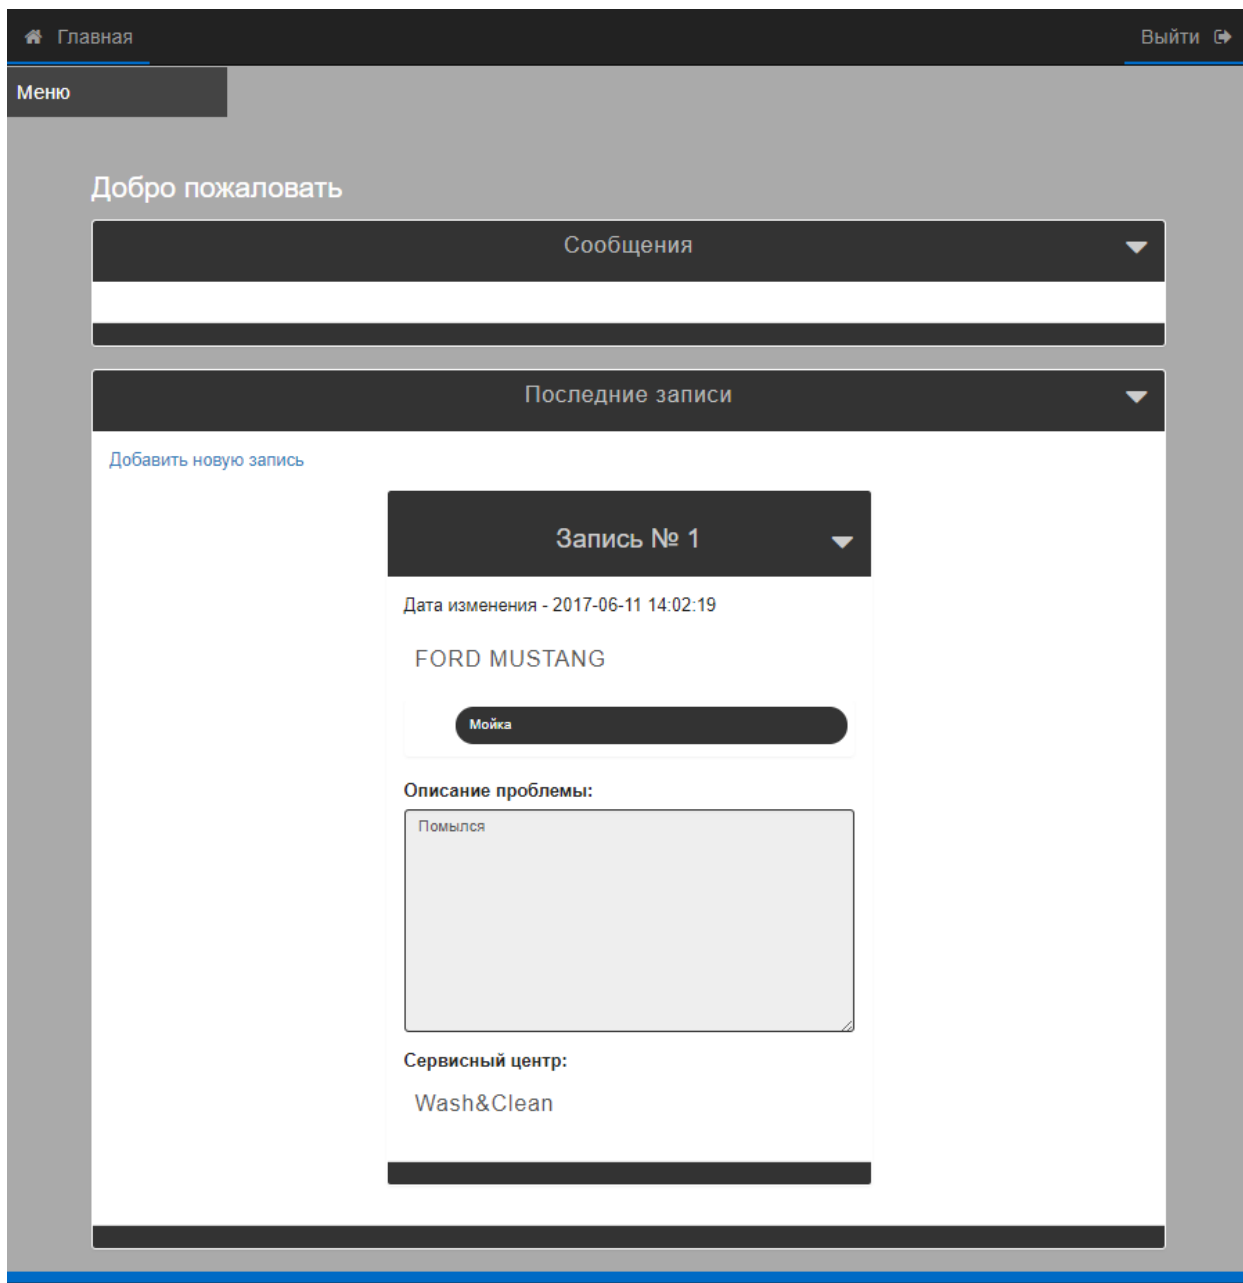 Главная
Выйти
Меню
Добро пожаловать
Сообщения
Последние записи
Добавить новую запись
Запись № 1
Дата изменения - 2017-06-11 14:02:19
FORD MUSTANG
Мойка
Описание проблемы:
Помылся
Сервисный центр:
Wash&Clean